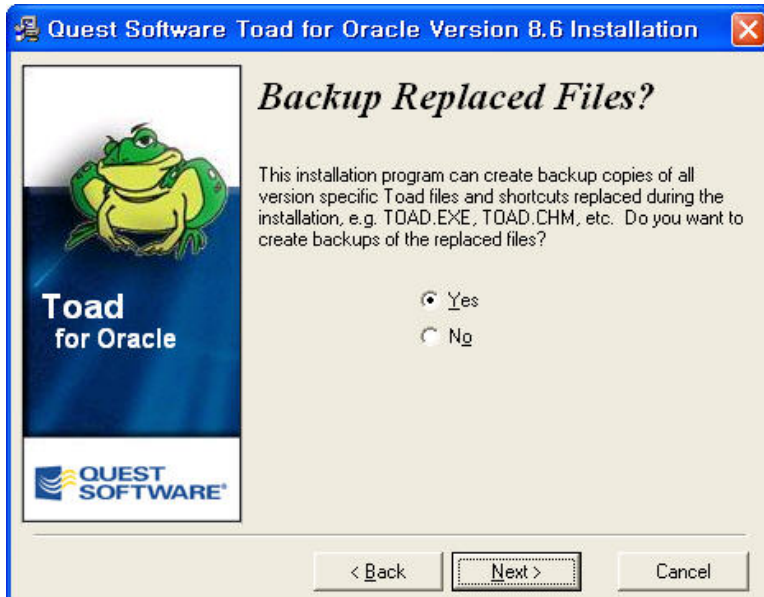 Quest Software Toad for Oracle Version 8.6 Installation
Backup Replaced Files?
This installation program can create backup copies of all
version specific Toad files and shortcuts replaced during the
installation, e.g. TOAD.EXE, TOAD.CHM, etc. Do you want to
create backups of the replaced files?
Yes
No
Toad
for Oracle
QUEST
SOFTWARE®
< Back
Next >
Cancel